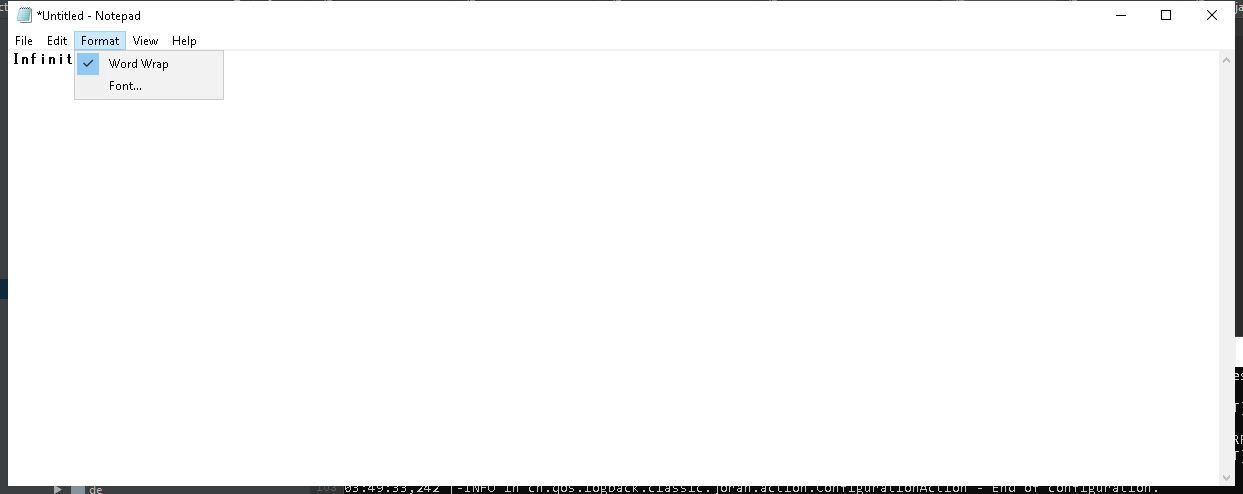 *Untitled - Notepad
File Edit Format View Help
Infinit
Word Wrap
Font...
de
03:49:33,242 |-INFO in ch.qos.logback.classic.joran.action.ConfigurationAction - End of configuration.